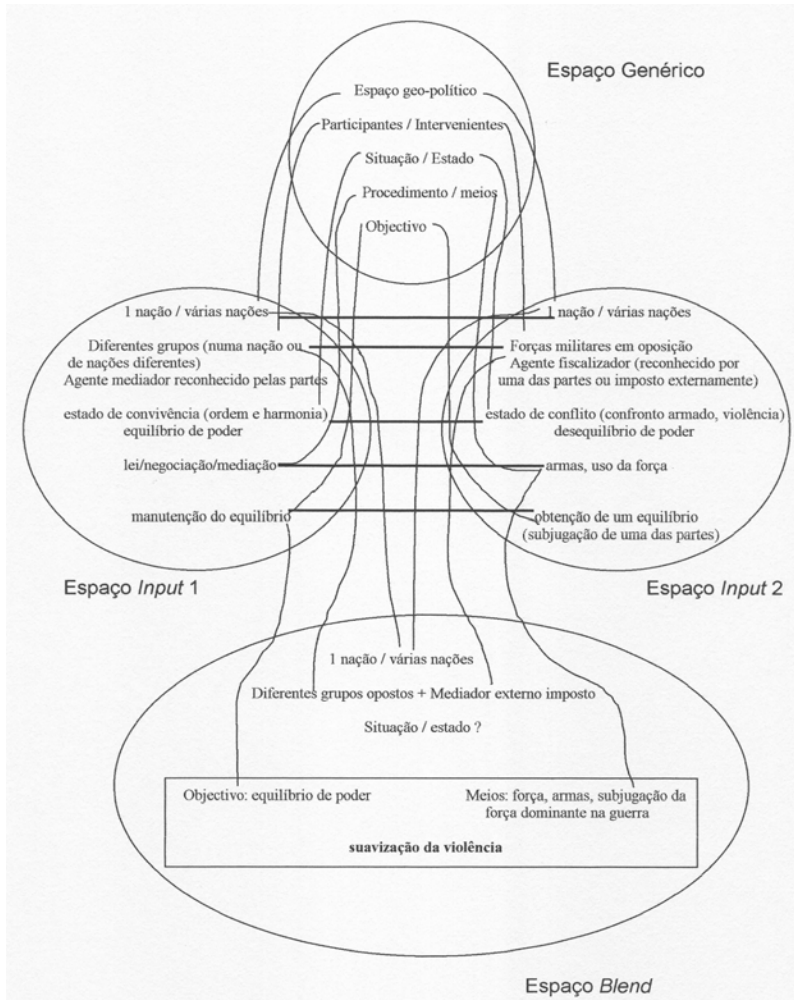 Espaço Genérico
Espaço geo-político
Participantes / Intervenientes
Situação / Estado
Procedimento / meios
Objectivo
1 nação / várias nações
Diferentes grupos (numa nação ou
de nações diferentes)
Agente mediador reconhecido pelas partes
estado de convivência (ordem e harmonia)
equilíbrio de poder
lei/negociação/mediação
manutenção do equilíbrio
Espaço Input 1
1 nação / várias nações
Forças militares em oposição
Agente fiscalizador (reconhecido por
uma das partes ou imposto externamente)
estado de conflito (confronto armado, violência)
desequilíbrio de poder
armas, uso da força
obtenção de um equilíbrio
(subjugação de uma das partes)
Espaço Input 2
1 nação / várias nações
Diferentes grupos opostos + Mediador externo imposto
Situação / estado ?
Objectivo: equilíbrio de poder
Meios: força, armas, subjugação da
força dominante na guerra
suavização da violência
Espaço Blend